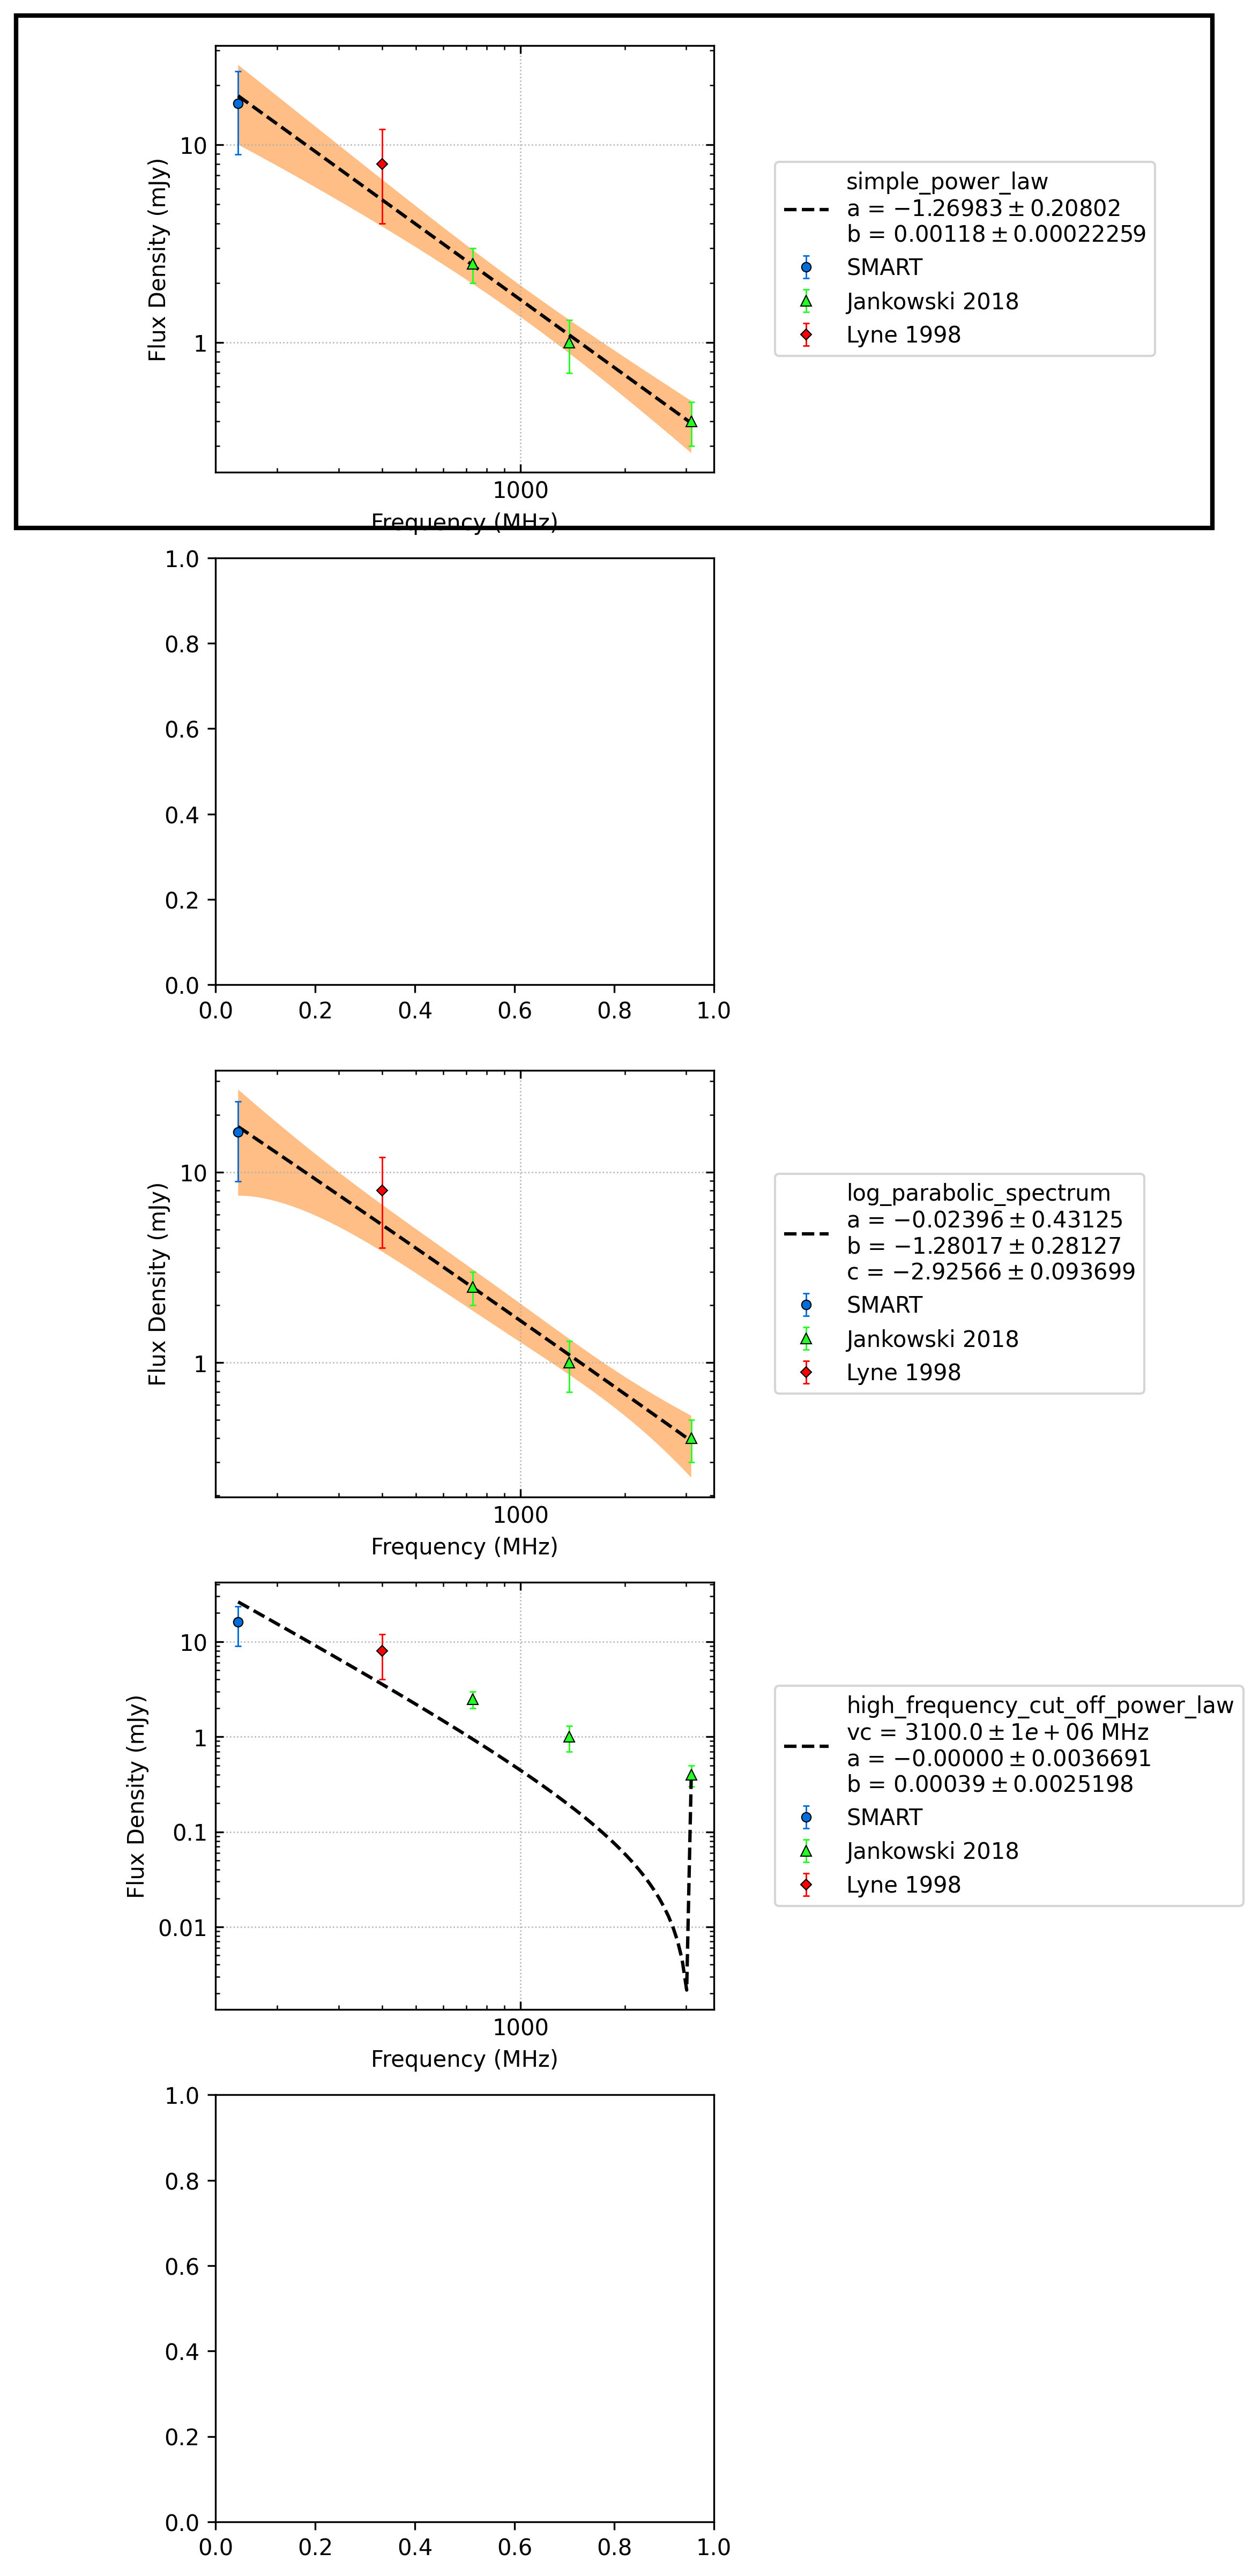 10
1
Flux Density (mJy)
1000
Frequency (MHz)
simple_power_law
a = −1.26983 ± 0.20802
b = 0.00118 ± 0.00022259
SMART
Jankowski 2018
Lyne 1998
1.0
0.8
0.6
0.4
0.2
0.0
0.0 0.2 0.4 0.6 0.8 1.0
10
1
Flux Density (mJy)
1000
Frequency (MHz)
log_parabolic_spectrum
a = −0.02396 ± 0.43125
b = −1.28017 ± 0.28127
c = −2.92566 ± 0.093699
SMART
Jankowski 2018
Lyne 1998
10
1
0.1
0.01
Flux Density (mJy)
1000
Frequency (MHz)
high_frequency_cut_off_power_law
vc = 3100.0 ± 1e + 06 MHz
a = −0.00000 ± 0.0036691
b = 0.00039 ± 0.0025198
SMART
Jankowski 2018
Lyne 1998
1.0
0.8
0.6
0.4
0.2
0.0
0.0 0.2 0.4 0.6 0.8 1.0